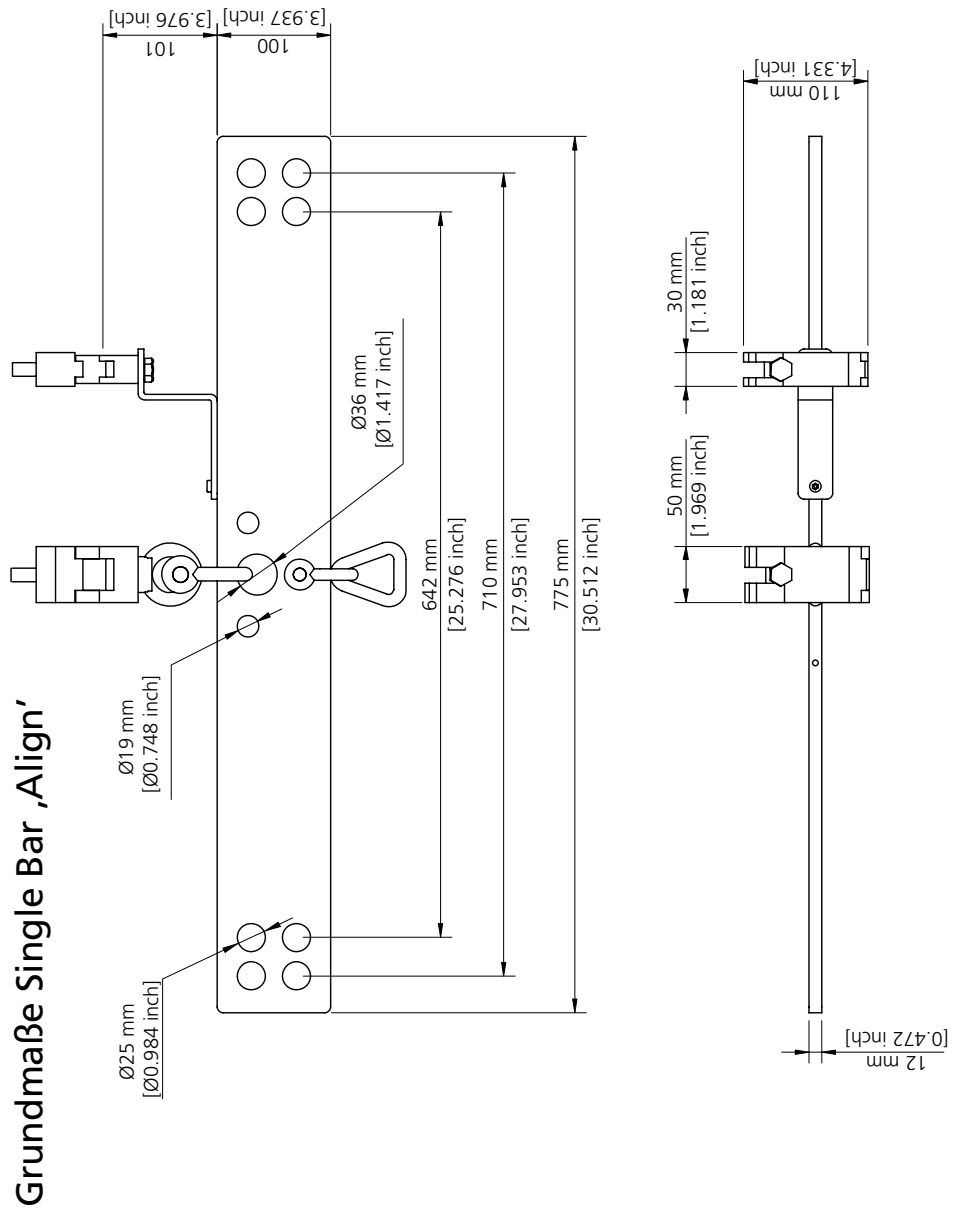 Grundmaße Single Bar ‚Align‘
Ø25 mm
[Ø0.984 inch]
Ø19 mm
[Ø0.748 inch]
Ø36 mm
[Ø1.417 inch]
101
[3.976 inch]
100
[3.937 inch]
642 mm
[25.276 inch]
710 mm
[27.953 inch]
775 mm
[30.512 inch]
12 mm
[0.472 inch]
50 mm
[1.969 inch]
30 mm
[1.181 inch]
110 mm
[4.331 inch]